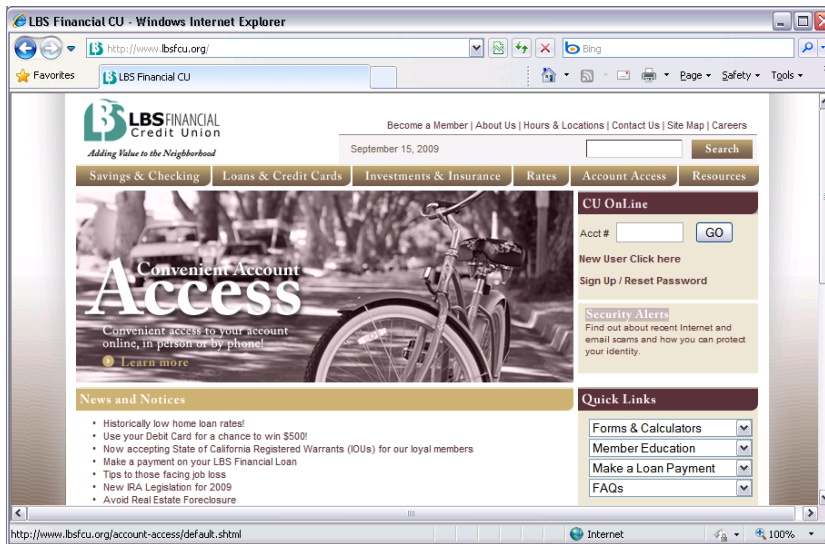 LBS Financial CU - Windows Internet Explorer
http://www.lbsfcu.org/
Bing
Favorites
LBS Financial CU
Page
Safety
Tools
LBS FINANCIAL
Credit Union
Adding Value to the Neighborhood
Become a Member | About Us | Hours & Locations | Contact Us | Site Map | Careers
September 15, 2009
Search
Savings & Checking
Loans & Credit Cards
Investments & Insurance
Rates
Account Access
Resources
Convenient Account
Access
Convenient access to your account
online, in person or by phone!
Learn more
CU OnLine
Acct #
GO
New User Click here
Sign Up / Reset Password
Security Alerts
Find out about recent Internet and
email scams and how you can protect
your identity.
News and Notices
• Historically low home loan rates!
• Use your Debit Card for a chance to win $500!
• Now accepting State of California Registered Warrants (IOUs) for our loyal members
• Make a payment on your LBS Financial Loan
• Tips to those facing job loss
• New IRA Legislation for 2009
• Avoid Real Estate Foreclosure
Quick Links
Forms & Calculators
Member Education
Make a Loan Payment
FAQs
http://www.lbsfcu.org/account-access/default.shtml
Internet
100%